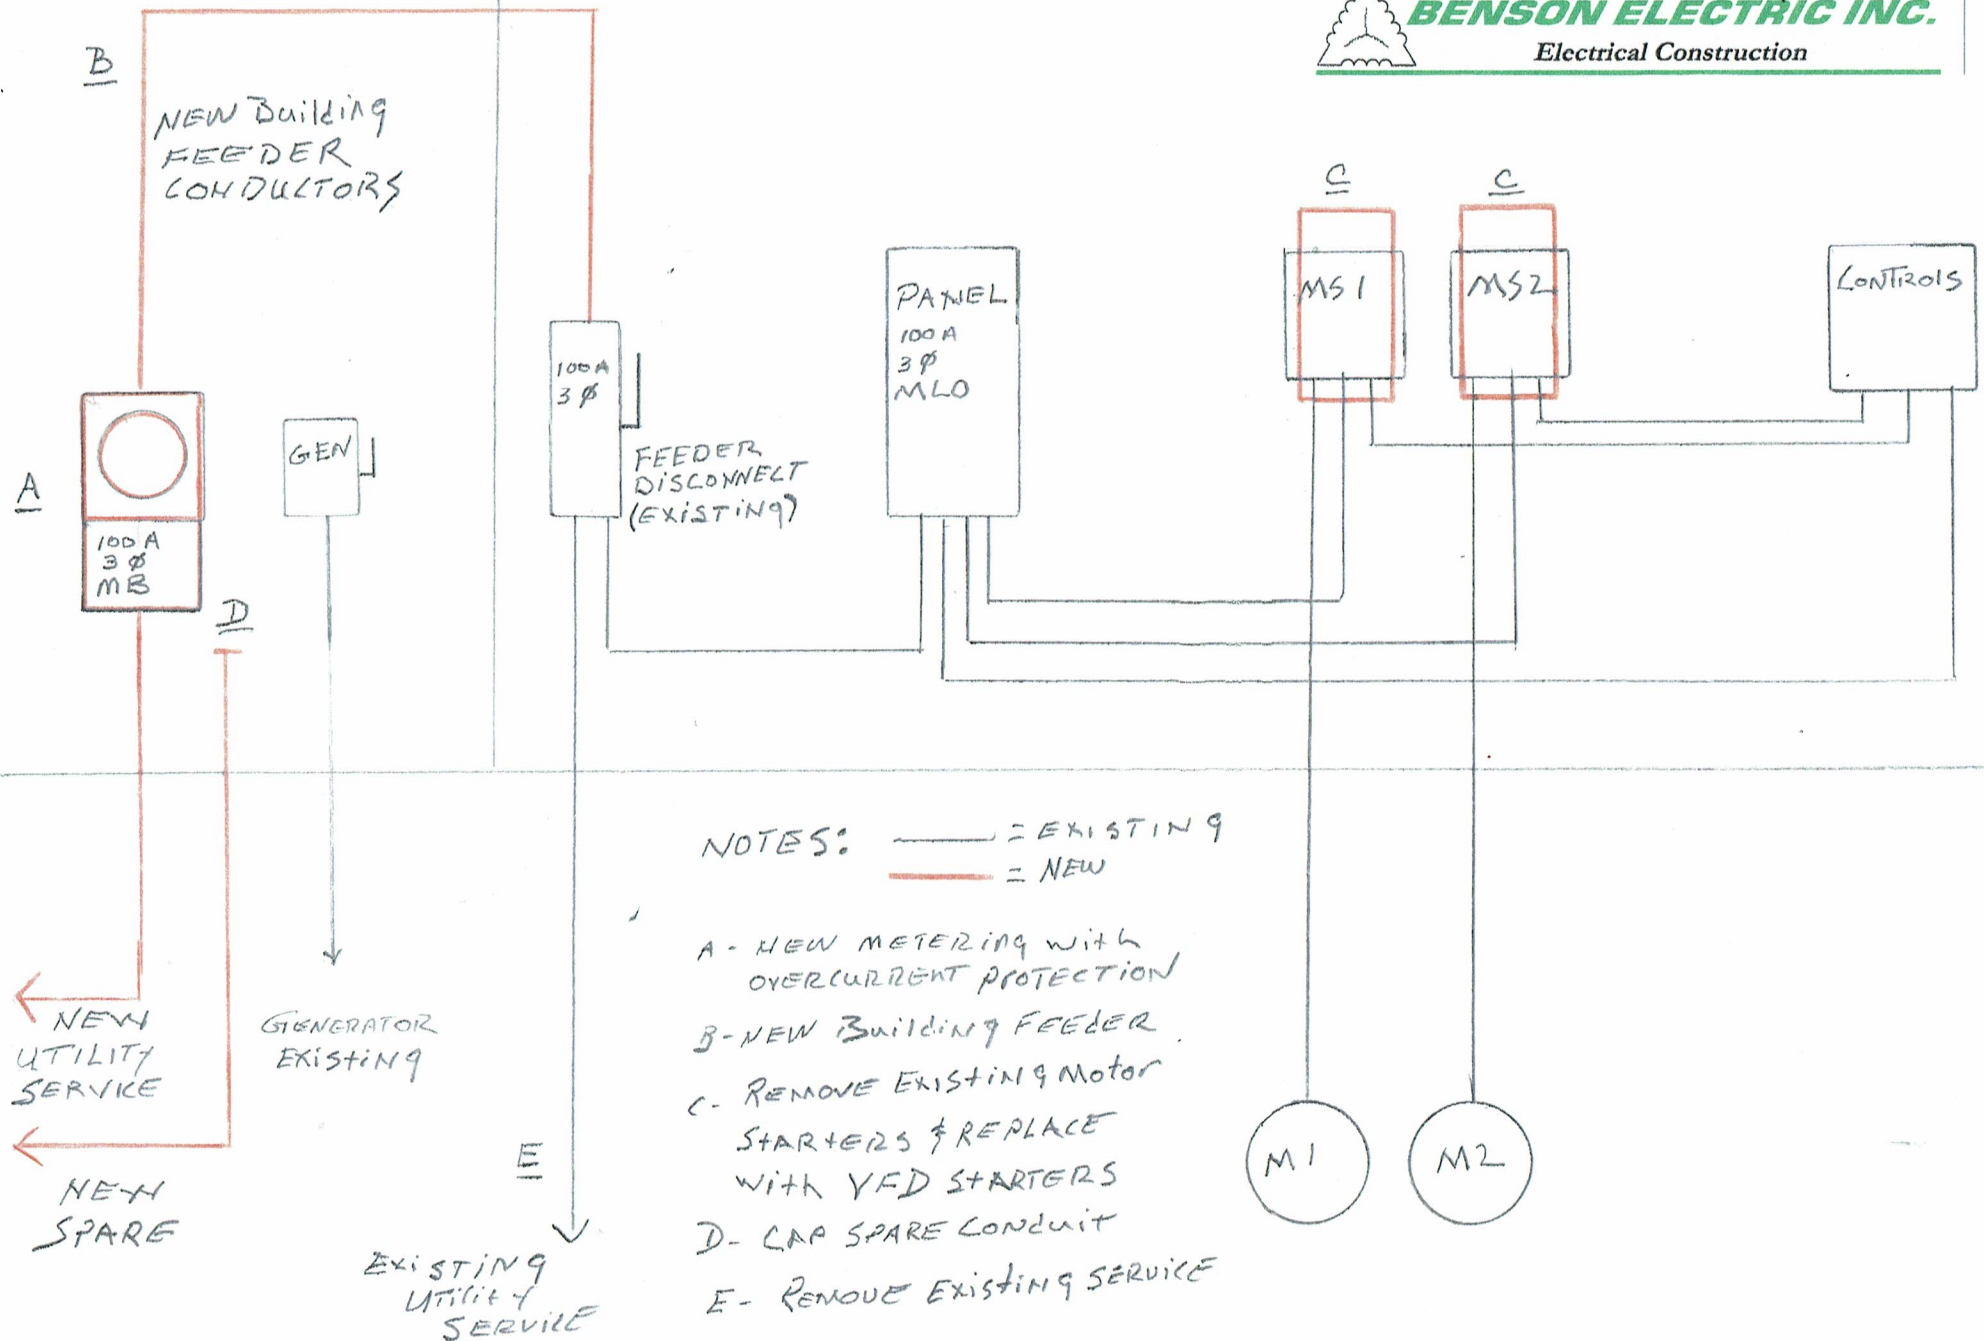 BENSON ELECTRIC INC.
Electrical Construction
B
NEW Building
FEEDER
CONDUCTORS
C
C
PANEL
100 A
3 Ø
MLO
MS1
MS2
CONTROLS
100 A
3 Ø
GEN
FEEDER
DISCONNECT
(EXISTING)
A
100 A
3 Ø
MB
D
NOTES: = EXISTING
= NEW
A - NEW METERING with
OVERCURRENT PROTECTION
B - NEW Building FEEDER
C - REMOVE EXISTING Motor
STARTERS & REPLACE
With VFD STARTERS
D - CAP SPARE CONDUIT
E - REMOVE EXISTING SERVICE
NEW
UTILITY
SERVICE
GENERATOR
EXISTING
NEW
SPARE
E
EXISTING
UTILITY
SERVICE
M1
M2